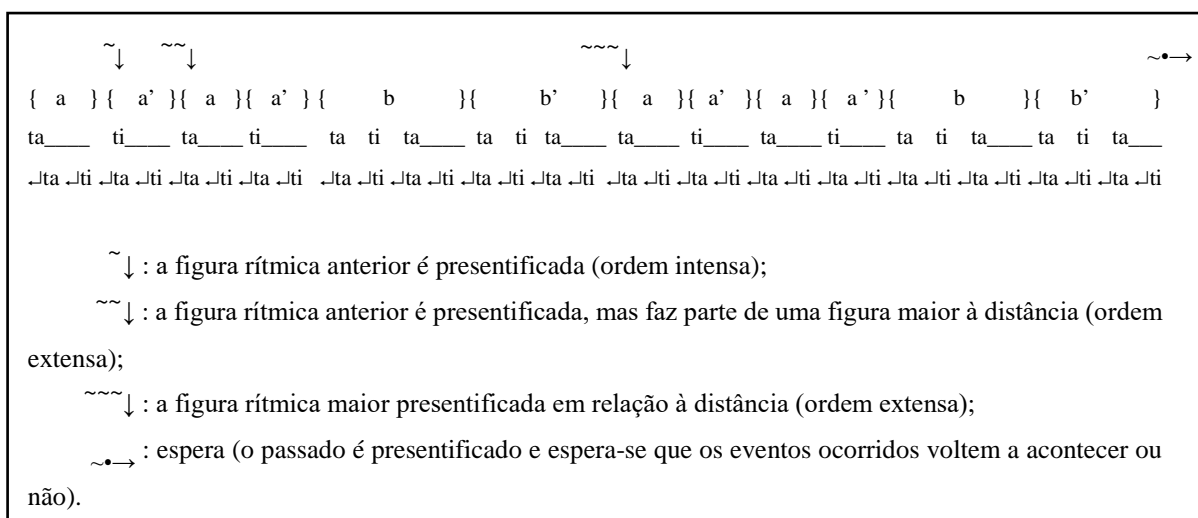 ~↓ ~~↓ ~~~↓ ~•→
{ a } { a’ }{ a }{ a’ } { b }{ b’ }{ a }{ a’ }{ a }{ a ’ }{ b }{ b’ }
ta____ ti____ ta____ ti____ ta ti ta____ ta ti ta____ ta____ ti____ ta____ ti____ ta ti ta____ ta ti ta___
↵ta ↵ti ↵ta ↵ti ↵ta ↵ti ↵ta ↵ti ↵ta ↵ti ↵ta ↵ti ↵ta ↵ti ↵ta ↵ti ↵ta ↵ti ↵ta ↵ti ↵ta ↵ti ↵ta ↵ti ↵ta ↵ti ↵ta ↵ti ↵ta ↵ti ↵ta ↵ti
~↓ : a figura rítmica anterior é presentificada (ordem intensa);
~~↓ : a figura rítmica anterior é presentificada, mas faz parte de uma figura maior à distância (ordem
extensa);
~~~↓ : a figura rítmica maior presentificada em relação à distância (ordem extensa);
~•→ : espera (o passado é presentificado e espera-se que os eventos ocorridos voltem a acontecer ou
não).